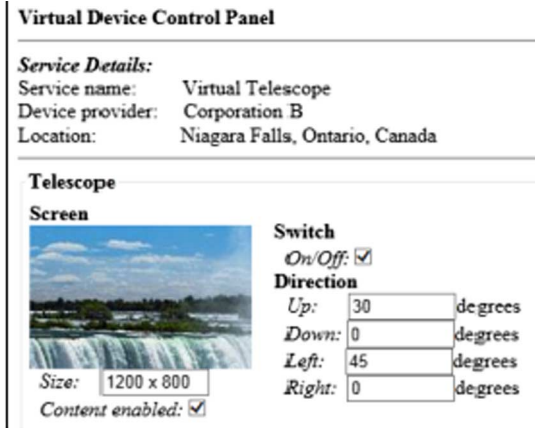 Virtual Device Control Panel
Service Details:
Service name: Virtual Telescope
Device provider: Corporation B
Location: Niagara Falls, Ontario, Canada
Telescope
Screen
Switch
On/Off:
Direction
Up: 30 degrees
Down: 0 degrees
Left: 45 degrees
Right: 0 degrees
Size: 1200 x 800
Content enabled: